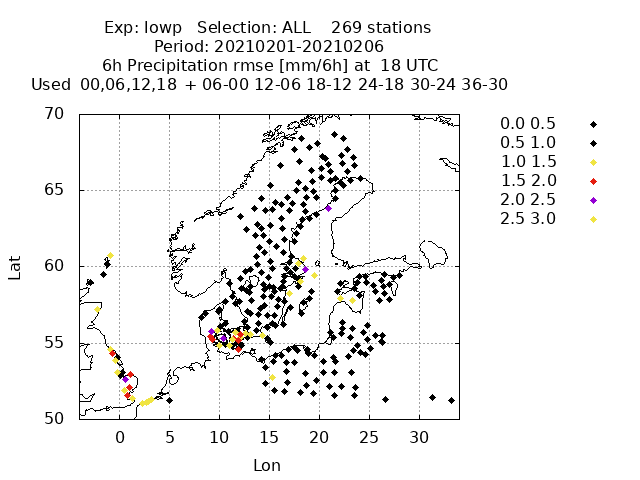 Exp: lowp Selection: ALL 269 stations
Period: 20210201-20210206
6h Precipitation rmse [mm/6h] at 18 UTC
Used 00,06,12,18 + 06-00 12-06 18-12 24-18 30-24 36-30
70
65
60
55
50
0 5 10 15 20 25 30
Lat
Lon
0.0 0.5
0.5 1.0
1.0 1.5
1.5 2.0
2.0 2.5
2.5 3.0